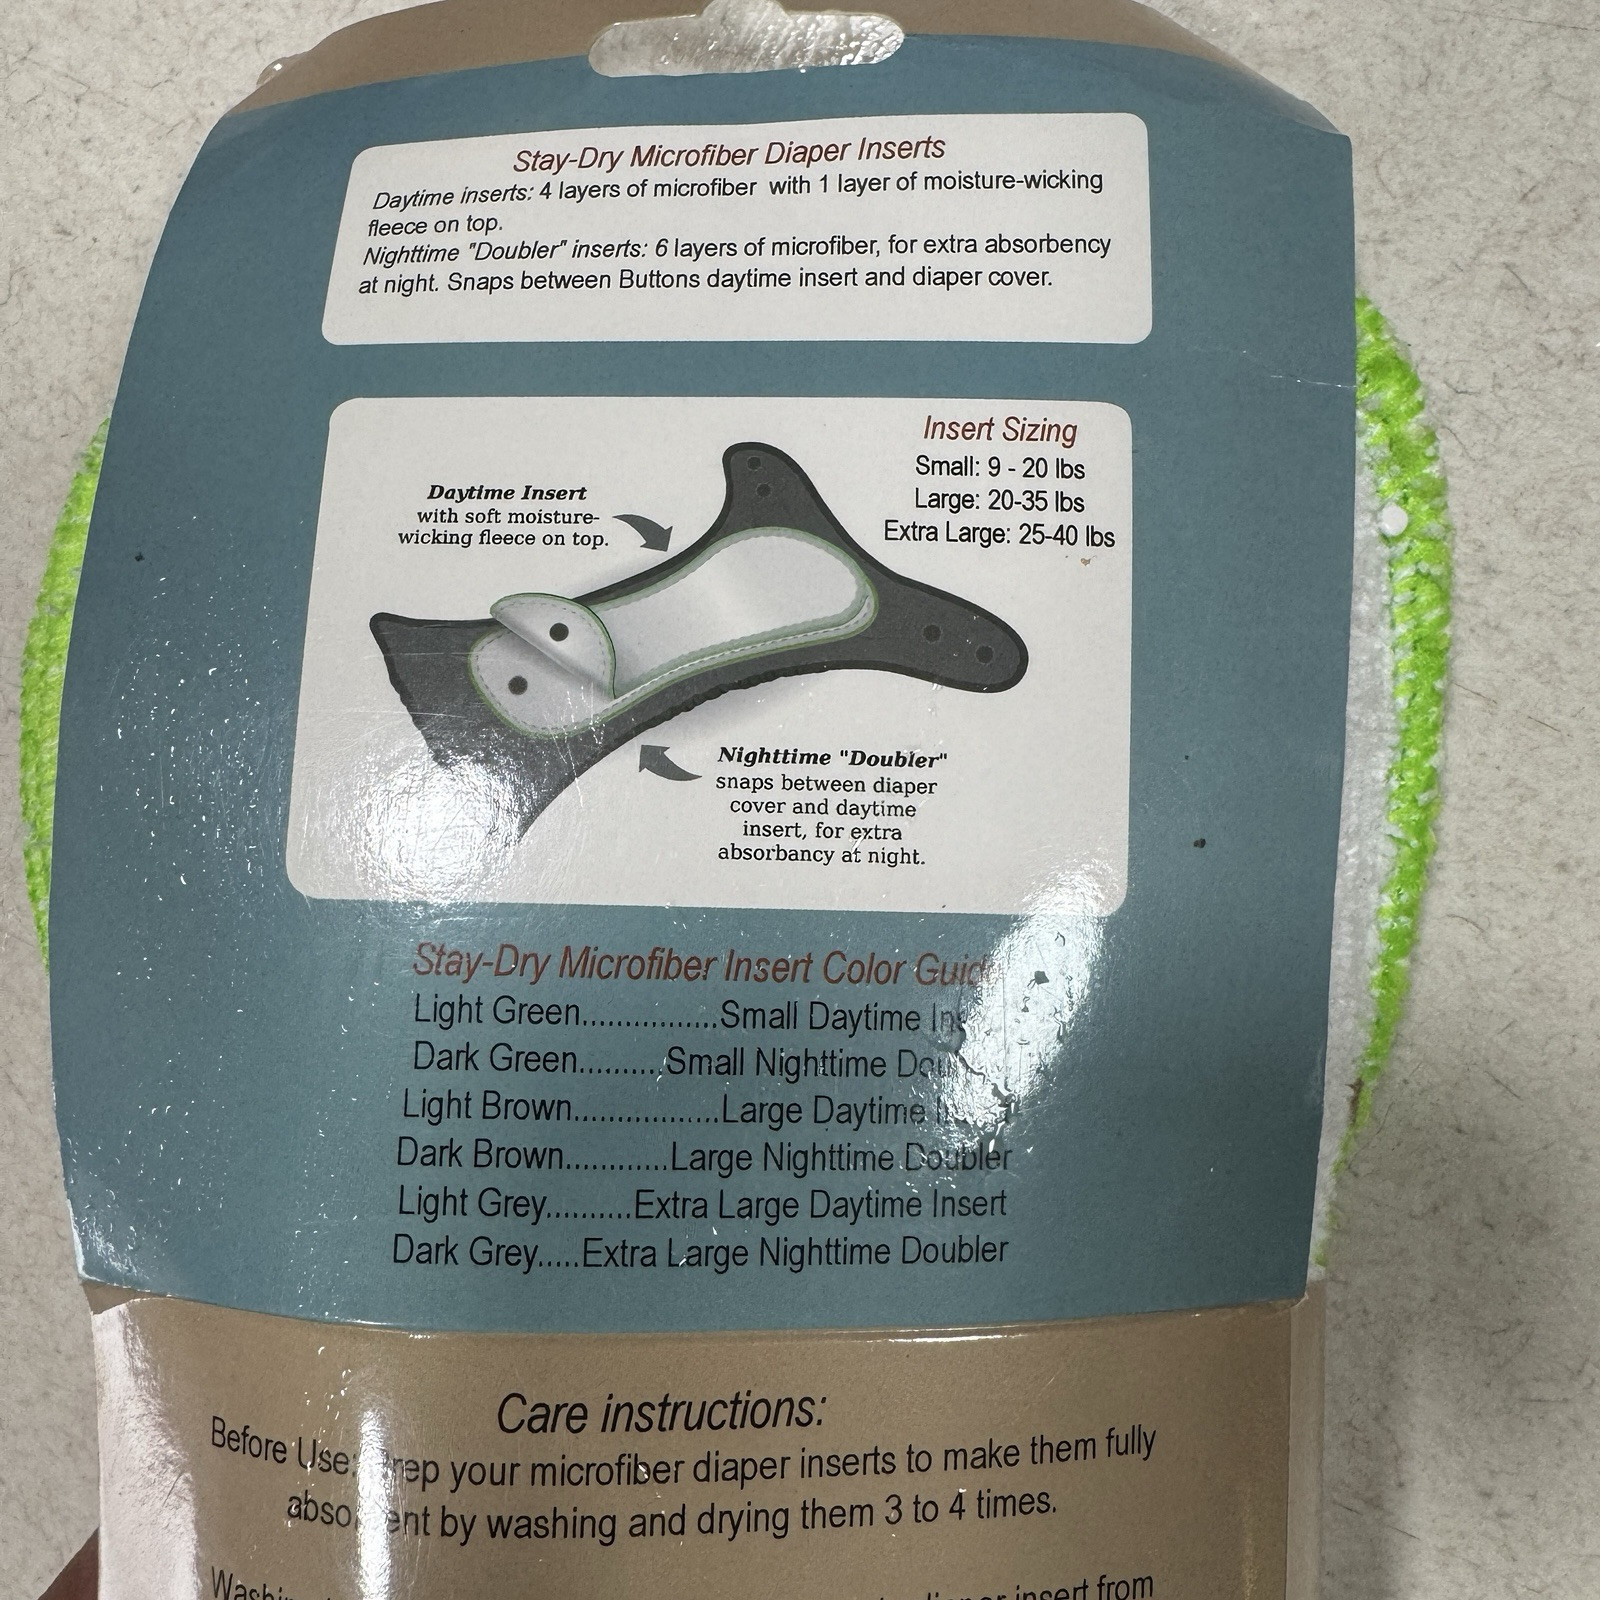 Stay-Dry Microfiber Diaper Inserts
Daytime inserts: 4 layers of microfiber with 1 layer of moisture-wicking
fleece on top.
Nighttime "Doubler" inserts: 6 layers of microfiber, for extra absorbency
at night. Snaps between Buttons daytime insert and diaper cover.
Insert Sizing
Small: 9 - 20 lbs
Large: 20-35 lbs
Extra Large: 25-40 lbs
Daytime Insert
with soft moisture-
wicking fleece on top.
Nighttime "Doubler"
snaps between diaper
cover and daytime
insert, for extra
absorbancy at night.
Stay-Dry Microfiber Insert Color
Light Green................Small Daytime
Dark Green..........Small Nighttime
Light Brown.................Large Daytime
Dark Brown............Large Nighttime Doubler
Light Grey..........Extra Large Daytime Insert
Dark Grey.....Extra Large Nighttime Doubler
Care instructions:
Before Use: your microfiber diaper inserts to make them fully
by washing and drying them 3 to 4 times.
insert from